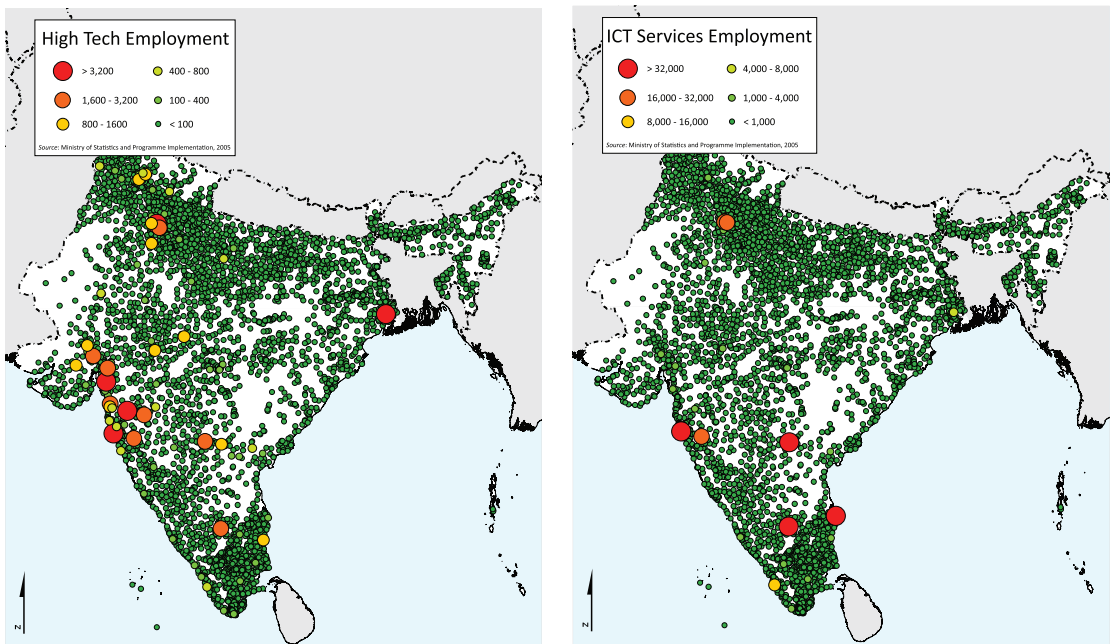 High Tech Employment
> 3,200
400 - 800
1,600 - 3,200
100 - 400
800 - 1600
< 100
Source: Ministry of Statistics and Programme Implementation, 2005
N
ICT Services Employment
> 32,000
4,000 - 8,000
16,000 - 32,000
1,000 - 4,000
8,000 - 16,000
< 1,000
Source: Ministry of Statistics and Programme Implementation, 2005
N